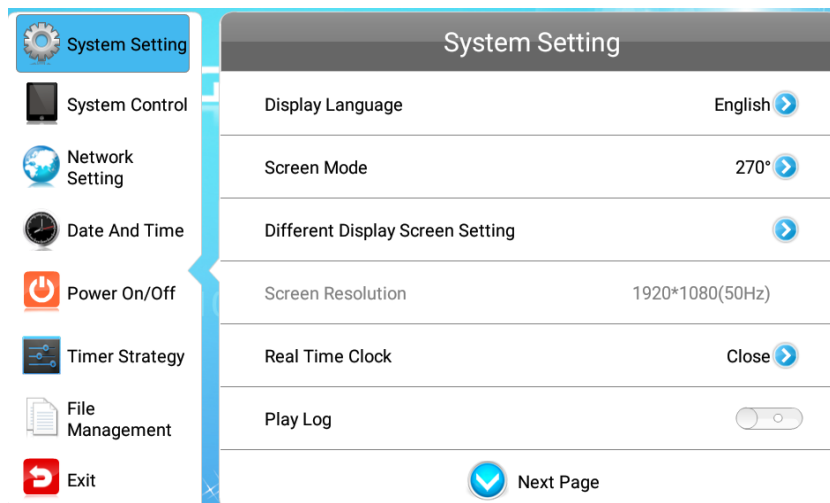 System Setting
System Control
Network
Setting
Date And Time
Power On/Off
Timer Strategy
File
Management
Exit
System Setting
Display Language English
Screen Mode 270°
Different Display Screen Setting
Screen Resolution 1920*1080(50Hz)
Real Time Clock Close
Play Log
Next Page